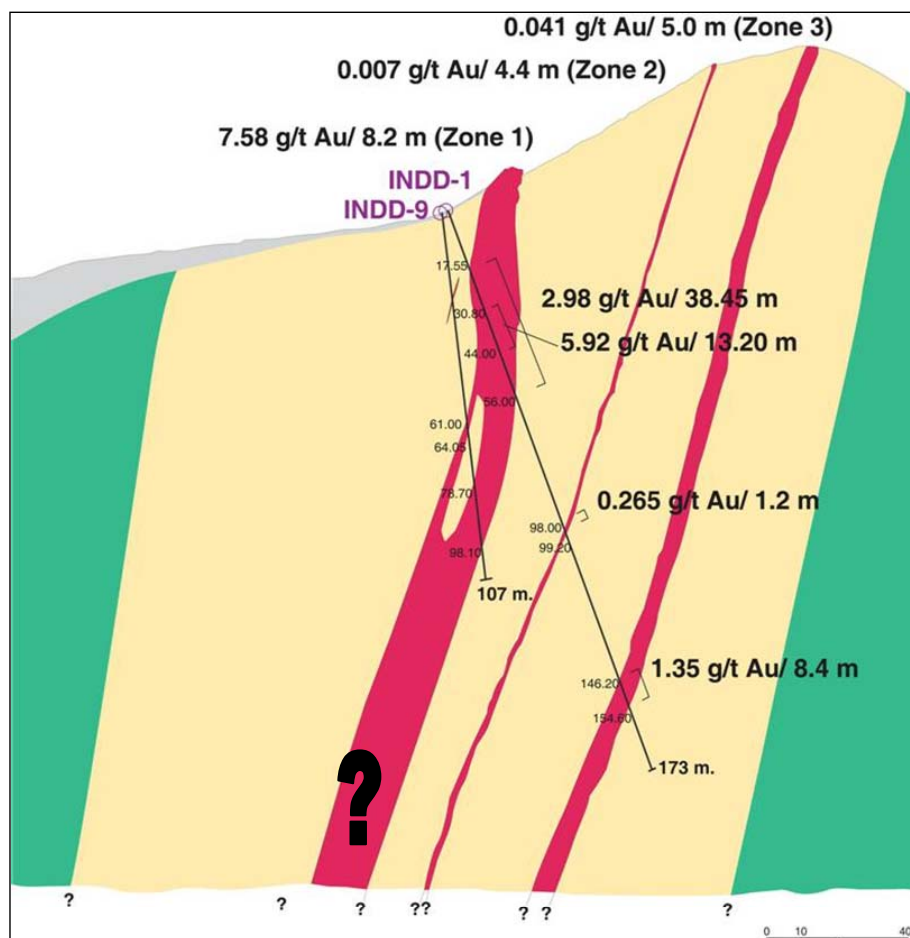 0.041 g/t Au/ 5.0 m (Zone 3)
0.007 g/t Au/ 4.4 m (Zone 2)
7.58 g/t Au/ 8.2 m (Zone 1)
INDD-1
INDD-9
17.55
2.98 g/t Au/ 38.45 m
30.80
5.92 g/t Au/ 13.20 m
44.00
56.00
61.00
64.05
78.70
0.265 g/t Au/ 1.2 m
98.00
99.20
98.10
107 m.
1.35 g/t Au/ 8.4 m
146.20
154.60
173 m.
?
? ? ? ?? ? ? ?
0 10 40